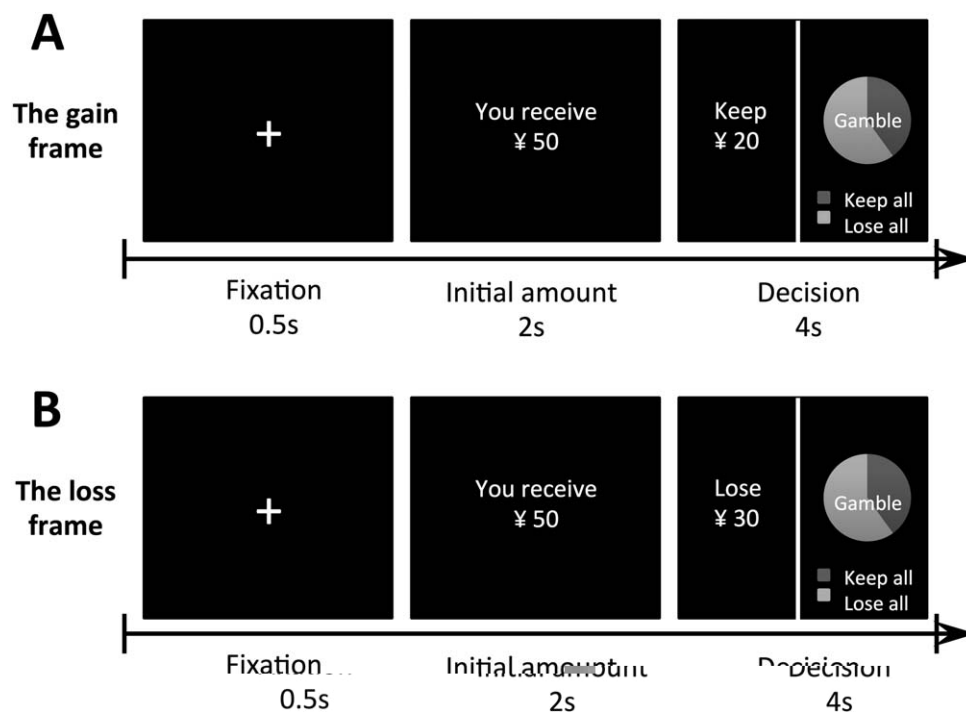 A
The gain
frame
+
You receive
¥ 50
Keep
¥ 20
Gamble
Keep all
Lose all
Fixation
0.5s
Initial amount
2s
Decision
4s
B
The loss
frame
+
You receive
¥ 50
Lose
¥ 30
Gamble
Keep all
Lose all
Fixation
0.5s
Initial amount
2s
Decision
4s